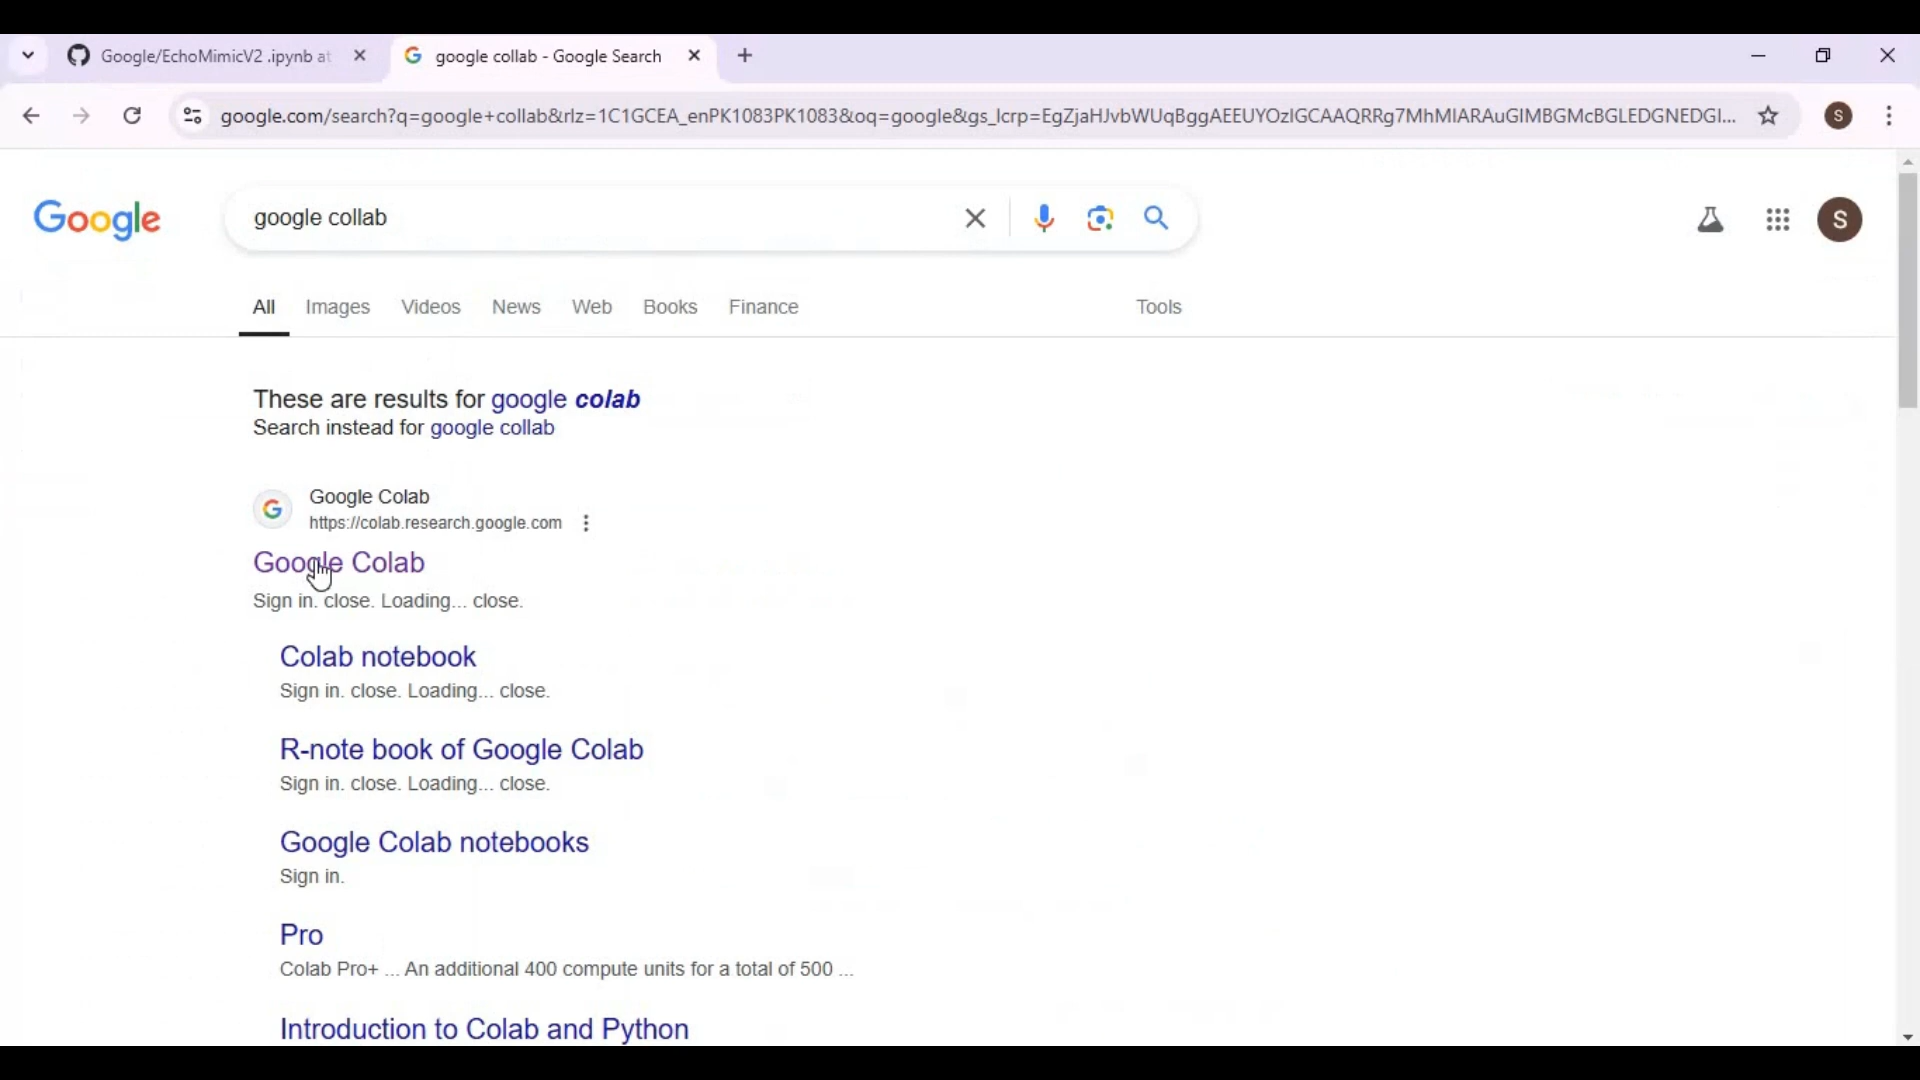 Google/EchoMimicV2 .ipynb at
google collab - Google Search
google.com/search?q=google+collab&rlz=1C1GCEA_enPK1083PK1083&oq=google&gs_lcrp=EgZjaHJvbWUqBggAEEUYOzIGCAAQRRg7MhMIARAuGIMBGMcBGLEDGNEDGI...
S
Google
google collab
S
All Images Videos News Web Books Finance Tools
These are results for google colab
Search instead for google collab
G
Google Colab
https://colab.research.google.com
Google Colab
Sign in. close. Loading... close.
Colab notebook
Sign in. close. Loading... close.
R-note book of Google Colab
Sign in. close. Loading... close.
Google Colab notebooks
Sign in.
Pro
Colab Pro+ ... An additional 400 compute units for a total of 500 ...
Introduction to Colab and Python